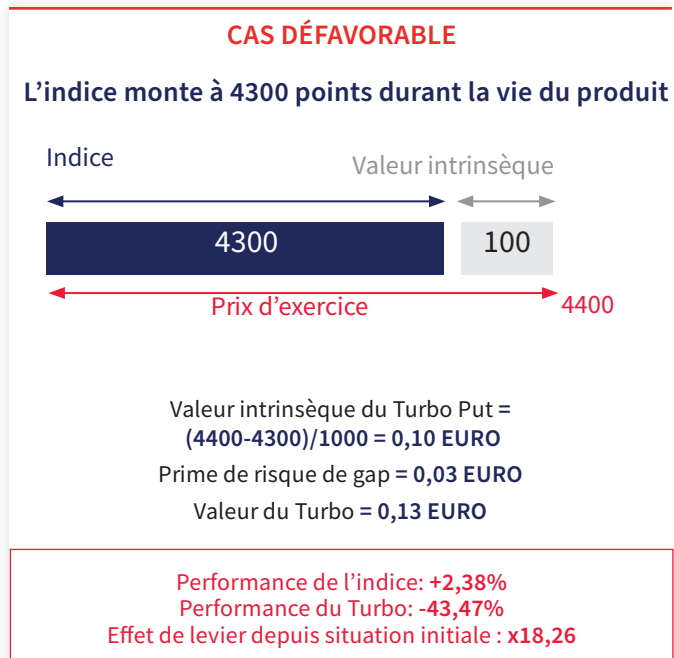 CAS DÉFAVORABLE
L’indice monte à 4300 points durant la vie du produit
Indice
Valeur intrinsèque
4300
100
Prix d’exercice
4400
Valeur intrinsèque du Turbo Put =
(4400-4300)/1000 = 0,10 EURO
Prime de risque de gap = 0,03 EURO
Valeur du Turbo = 0,13 EURO
Performance de l’indice: +2,38%
Performance du Turbo: -43,47%
Effet de levier depuis situation initiale : x18,26